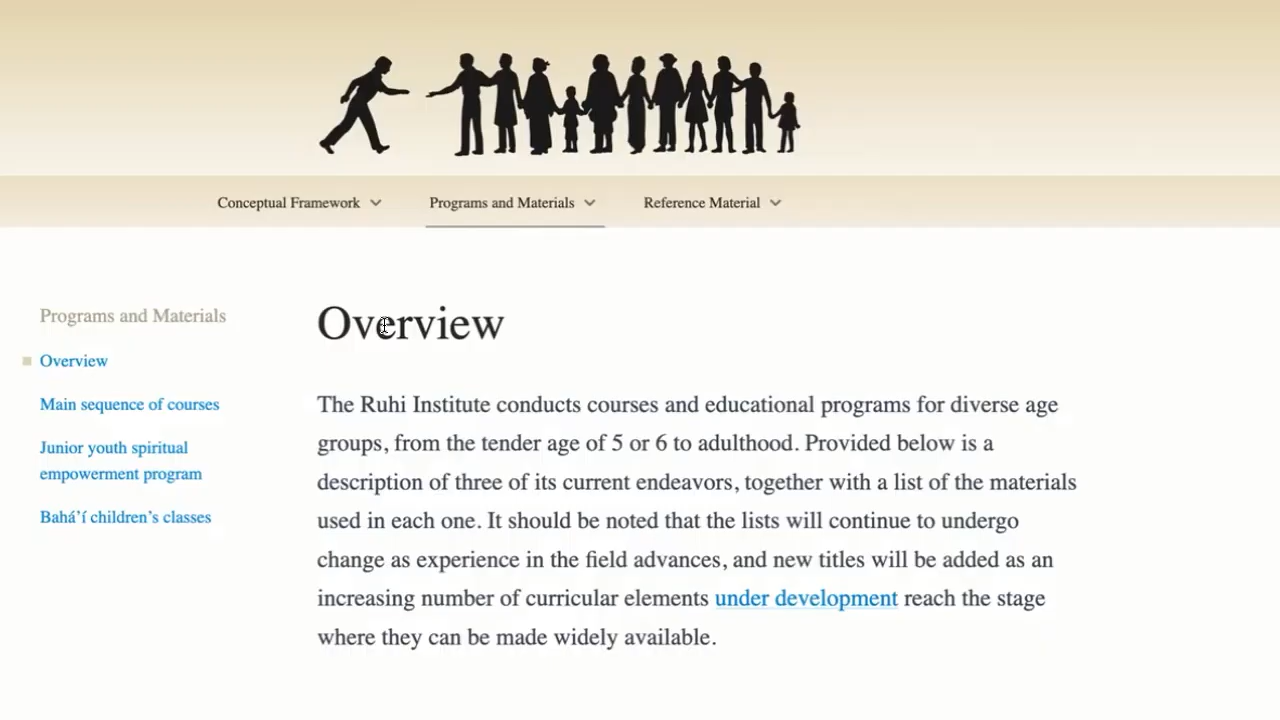 Conceptual Framework
Programs and Materials
Reference Material
Programs and Materials
Overview
Main sequence of courses
Junior youth spiritual
empowerment program
Bahá’í children’s classes
Overview
The Ruhi Institute conducts courses and educational programs for diverse age
groups, from the tender age of 5 or 6 to adulthood. Provided below is a
description of three of its current endeavors, together with a list of the materials
used in each one. It should be noted that the lists will continue to undergo
change as experience in the field advances, and new titles will be added as an
increasing number of curricular elements under development reach the stage
where they can be made widely available.